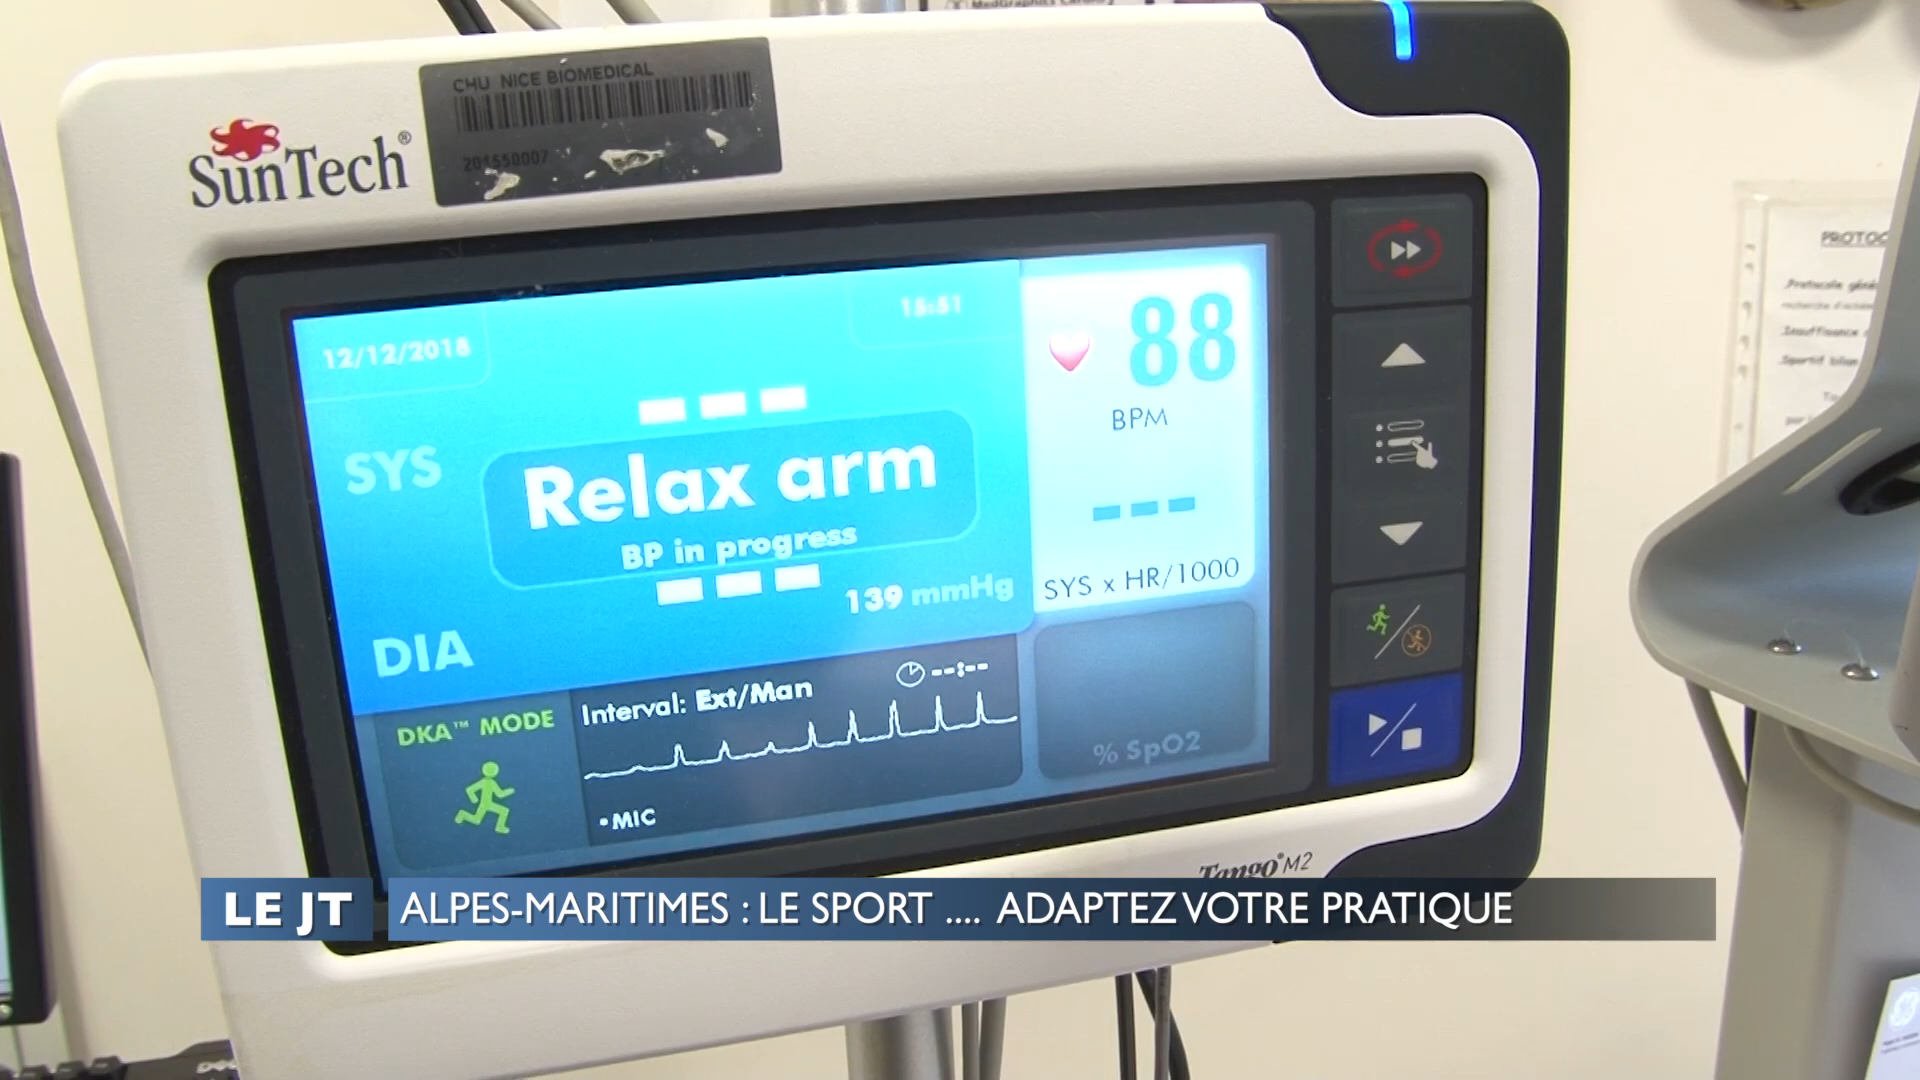 CHU NICE BIOMEDICAL
201550007
SunTech®
12/12/2018
15:51
88
BPM
SYS
Relax arm
BP in progress
139 mmHg
SYS x HR/1000
DIA
DKA™ MODE
Interval: Ext/Man
--:--
•MIC
% SpO2
Tango® M2
LE JT
ALPES-MARITIMES : LE SPORT .... ADAPTEZ VOTRE PRATIQUE